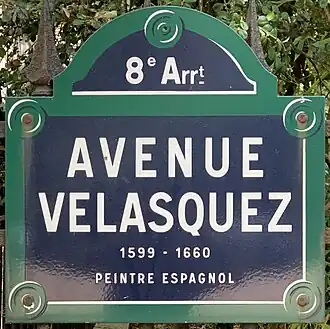 8e Arrt
AVENUE
VELASQUEZ
1599 - 1660
PEINTRE ESPAGNOL